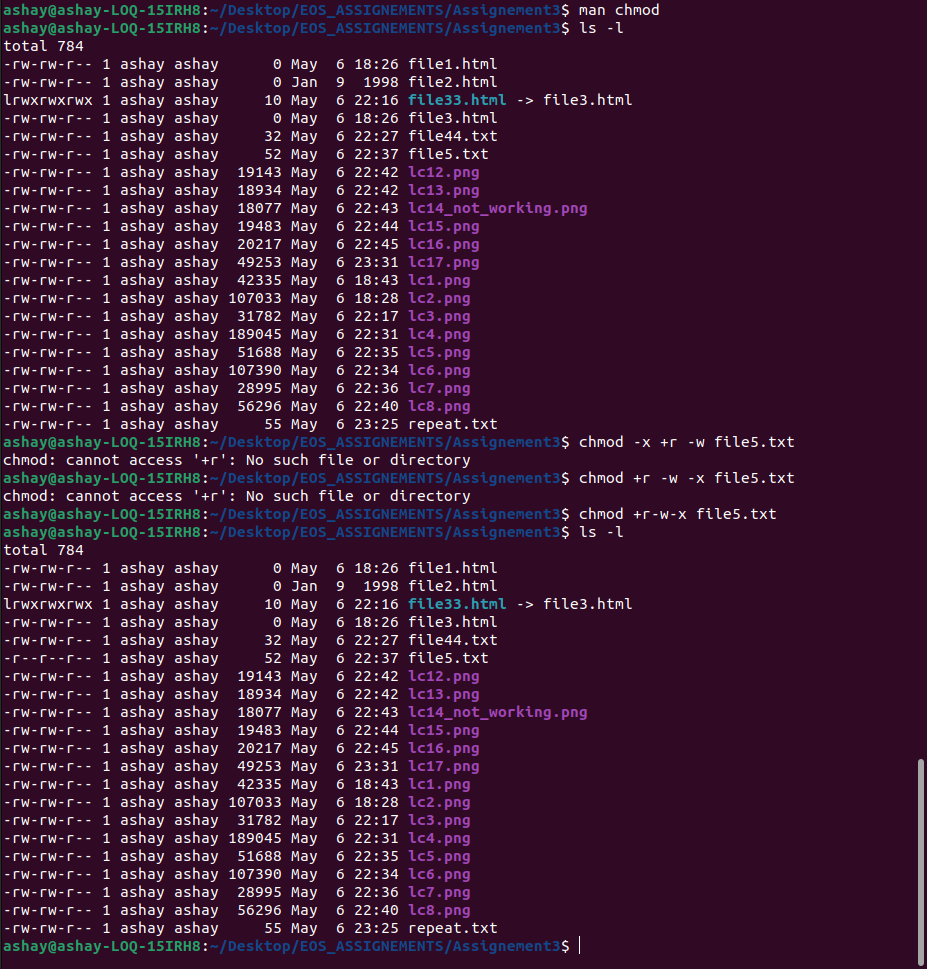 ashay@ashay-LOQ-15IRH8:~/Desktop/EOS_ASSIGNEMENTS/Assignement3$ man chmod
ashay@ashay-LOQ-15IRH8:~/Desktop/EOS_ASSIGNEMENTS/Assignement3$ ls -l
total 784
-rw-rw-r-- 1 ashay ashay      0 May  6 18:26 file1.html
-rw-rw-r-- 1 ashay ashay      0 Jan  9  1998 file2.html
lrwxrwxrwx 1 ashay ashay     10 May  6 22:16 file33.html -> file3.html
-rw-rw-r-- 1 ashay ashay      0 May  6 18:26 file3.html
-rw-rw-r-- 1 ashay ashay     32 May  6 22:27 file44.txt
-rw-rw-r-- 1 ashay ashay     52 May  6 22:37 file5.txt
-rw-rw-r-- 1 ashay ashay  19143 May  6 22:42 lc12.png
-rw-rw-r-- 1 ashay ashay  18934 May  6 22:42 lc13.png
-rw-rw-r-- 1 ashay ashay  18077 May  6 22:43 lc14_not_working.png
-rw-rw-r-- 1 ashay ashay  19483 May  6 22:44 lc15.png
-rw-rw-r-- 1 ashay ashay  20217 May  6 22:45 lc16.png
-rw-rw-r-- 1 ashay ashay  49253 May  6 23:31 lc17.png
-rw-rw-r-- 1 ashay ashay  42335 May  6 18:43 lc1.png
-rw-rw-r-- 1 ashay ashay 107033 May  6 18:28 lc2.png
-rw-rw-r-- 1 ashay ashay  31782 May  6 22:17 lc3.png
-rw-rw-r-- 1 ashay ashay 189045 May  6 22:31 lc4.png
-rw-rw-r-- 1 ashay ashay  51688 May  6 22:35 lc5.png
-rw-rw-r-- 1 ashay ashay 107390 May  6 22:34 lc6.png
-rw-rw-r-- 1 ashay ashay  28995 May  6 22:36 lc7.png
-rw-rw-r-- 1 ashay ashay  56296 May  6 22:40 lc8.png
-rw-rw-r-- 1 ashay ashay     55 May  6 23:25 repeat.txt
ashay@ashay-LOQ-15IRH8:~/Desktop/EOS_ASSIGNEMENTS/Assignement3$ chmod -x +r -w file5.txt
chmod: cannot access '+r': No such file or directory
ashay@ashay-LOQ-15IRH8:~/Desktop/EOS_ASSIGNEMENTS/Assignement3$ chmod +r -w -x file5.txt
chmod: cannot access '+r': No such file or directory
ashay@ashay-LOQ-15IRH8:~/Desktop/EOS_ASSIGNEMENTS/Assignement3$ chmod +r-w-x file5.txt
ashay@ashay-LOQ-15IRH8:~/Desktop/EOS_ASSIGNEMENTS/Assignement3$ ls -l
total 784
-rw-rw-r-- 1 ashay ashay      0 May  6 18:26 file1.html
-rw-rw-r-- 1 ashay ashay      0 Jan  9  1998 file2.html
lrwxrwxrwx 1 ashay ashay     10 May  6 22:16 file33.html -> file3.html
-rw-rw-r-- 1 ashay ashay      0 May  6 18:26 file3.html
-rw-rw-r-- 1 ashay ashay     32 May  6 22:27 file44.txt
-r--r--r-- 1 ashay ashay     52 May  6 22:37 file5.txt
-rw-rw-r-- 1 ashay ashay  19143 May  6 22:42 lc12.png
-rw-rw-r-- 1 ashay ashay  18934 May  6 22:42 lc13.png
-rw-rw-r-- 1 ashay ashay  18077 May  6 22:43 lc14_not_working.png
-rw-rw-r-- 1 ashay ashay  19483 May  6 22:44 lc15.png
-rw-rw-r-- 1 ashay ashay  20217 May  6 22:45 lc16.png
-rw-rw-r-- 1 ashay ashay  49253 May  6 23:31 lc17.png
-rw-rw-r-- 1 ashay ashay  42335 May  6 18:43 lc1.png
-rw-rw-r-- 1 ashay ashay 107033 May  6 18:28 lc2.png
-rw-rw-r-- 1 ashay ashay  31782 May  6 22:17 lc3.png
-rw-rw-r-- 1 ashay ashay 189045 May  6 22:31 lc4.png
-rw-rw-r-- 1 ashay ashay  51688 May  6 22:35 lc5.png
-rw-rw-r-- 1 ashay ashay 107390 May  6 22:34 lc6.png
-rw-rw-r-- 1 ashay ashay  28995 May  6 22:36 lc7.png
-rw-rw-r-- 1 ashay ashay  56296 May  6 22:40 lc8.png
-rw-rw-r-- 1 ashay ashay     55 May  6 23:25 repeat.txt
ashay@ashay-LOQ-15IRH8:~/Desktop/EOS_ASSIGNEMENTS/Assignement3$